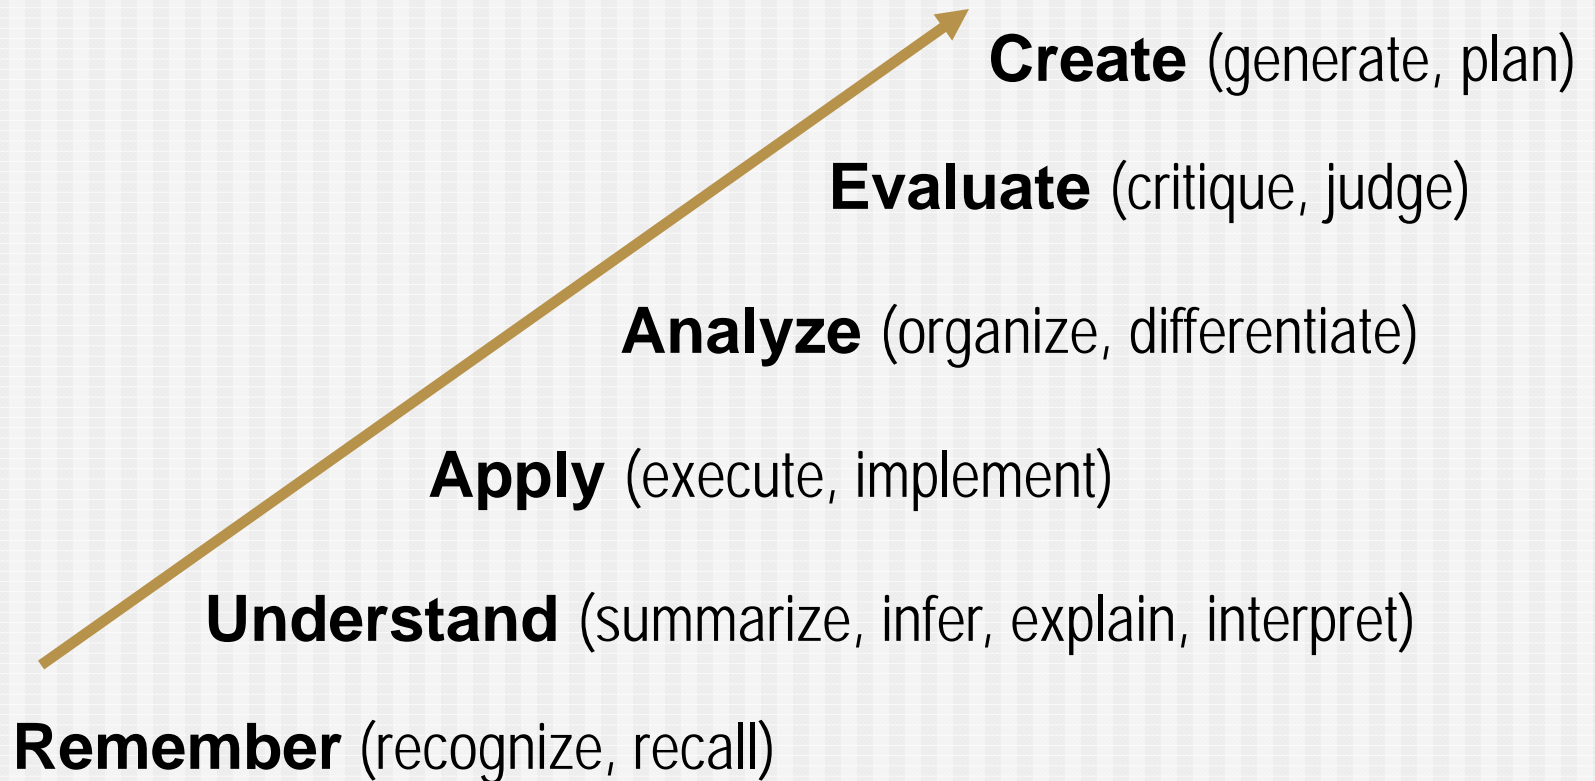 Create (generate, plan)
Evaluate (critique, judge)
Analyze (organize, differentiate)
Apply (execute, implement)
Understand (summarize, infer, explain, interpret)
Remember (recognize, recall)